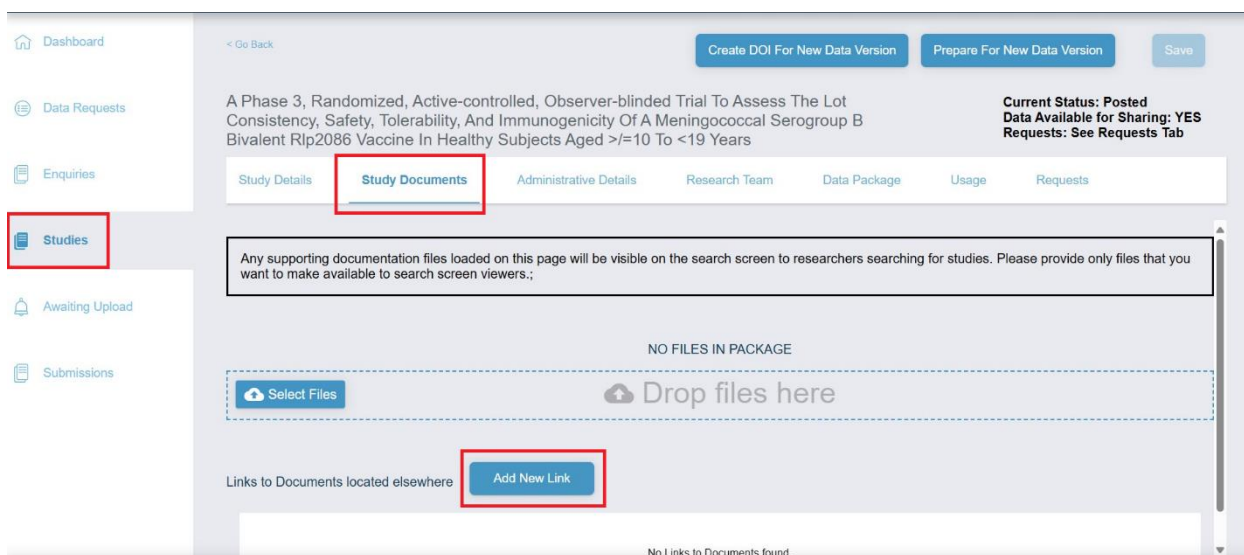 Dashboard
Data Requests
Enquiries
Studies
Awaiting Upload
Submissions
< Go Back
Create DOI For New Data Version
Prepare For New Data Version
Save
A Phase 3, Randomized, Active-controlled, Observer-blinded Trial To Assess The Lot
Consistency, Safety, Tolerability, And Immunogenicity Of A Meningococcal Serogroup B
Bivalent Rlp2086 Vaccine In Healthy Subjects Aged >/=10 To <19 Years
Current Status: Posted
Data Available for Sharing: YES
Requests: See Requests Tab
Study Details
Study Documents
Administrative Details
Research Team
Data Package
Usage
Requests
Any supporting documentation files loaded on this page will be visible on the search screen to researchers searching for studies. Please provide only files that you
want to make available to search screen viewers.;
NO FILES IN PACKAGE
Select Files
Drop files here
Links to Documents located elsewhere
Add New Link
No Links to Documents found